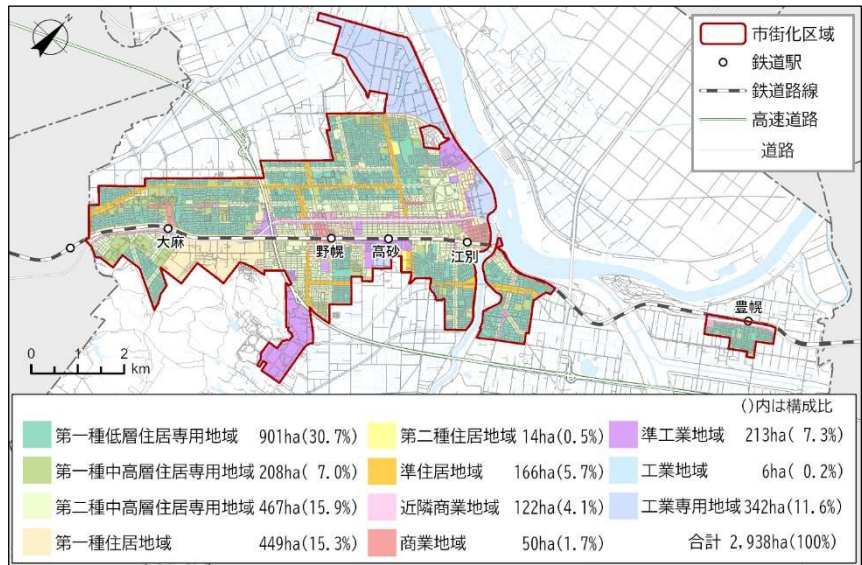 市街化区域
鉄道駅
鉄道路線
高速道路
道路
大麻
野幌
高砂
江別
豊幌
0 1 2
(km)
()内は構成比
第一種低層住居専用地域 901ha(30.7%)
第一種中高層住居専用地域 208ha( 7.0%)
第二種中高層住居専用地域 467ha(15.9%)
第一種住居地域 449ha(15.3%)
第二種住居地域 14ha(0.5%)
準住居地域 166ha(5.7%)
近隣商業地域 122ha(4.1%)
商業地域 50ha(1.7%)
準工業地域 213ha( 7.3%)
工業地域 6ha( 0.2%)
工業専用地域 342ha(11.6%)
合計 2,938ha(100%)